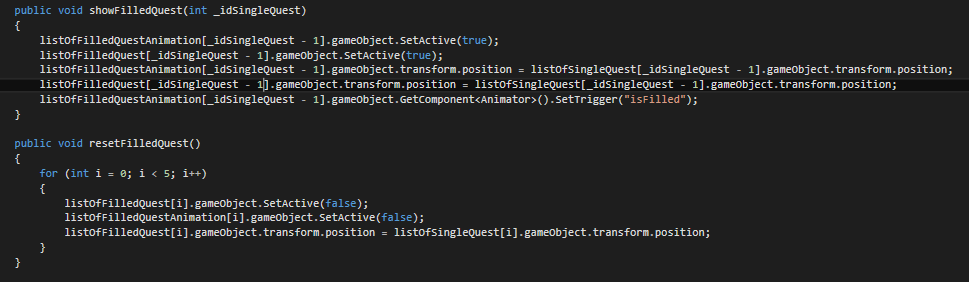 public void showFilledQuest(int _idSingleQuest)
{
    listOfFilledQuestAnimation[_idSingleQuest - 1].gameObject.SetActive(true);
    listOfFilledQuest[_idSingleQuest - 1].gameObject.SetActive(true);
    listOfFilledQuestAnimation[_idSingleQuest - 1].gameObject.transform.position = listOfSingleQuest[_idSingleQuest - 1].gameObject.transform.position;
    listOfFilledQuest[_idSingleQuest - 1].gameObject.transform.position = listOfSingleQuest[_idSingleQuest - 1].gameObject.transform.position;
    listOfFilledQuestAnimation[_idSingleQuest - 1].gameObject.GetComponent<Animator>().SetTrigger("isFilled");
}
public void resetFilledQuest()
{
    for (int i = 0; i < 5; i++)
    {
        listOfFilledQuest[i].gameObject.SetActive(false);
        listOfFilledQuestAnimation[i].gameObject.SetActive(false);
        listOfFilledQuest[i].gameObject.transform.position = listOfSingleQuest[i].gameObject.transform.position;
    }
}